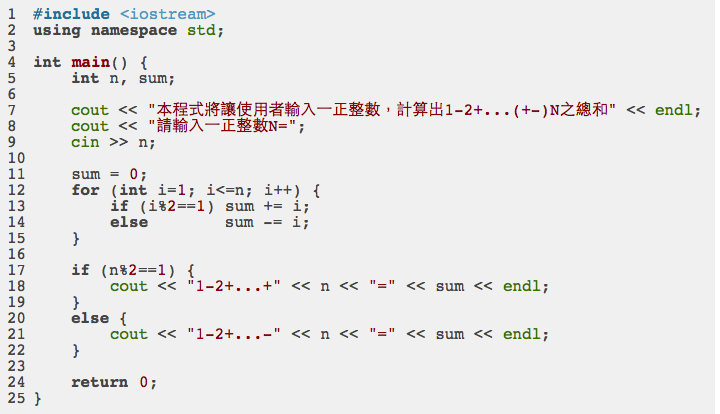 1 #include <iostream>
2 using namespace std;
3
4 int main() {
5     int n, sum;
6
7     cout << "本程式將讓使用者輸入一正整數，計算出1-2+...(+-)N之總和" << endl;
8     cout << "請輸入一正整數N=";
9     cin >> n;
10
11     sum = 0;
12     for (int i=1; i<=n; i++) {
13         if (i%2==1) sum += i;
14         else        sum -= i;
15     }
16
17     if (n%2==1) {
18         cout << "1-2+...+" << n << "=" << sum << endl;
19     }
20     else {
21         cout << "1-2+...-" << n << "=" << sum << endl;
22     }
23
24     return 0;
25 }